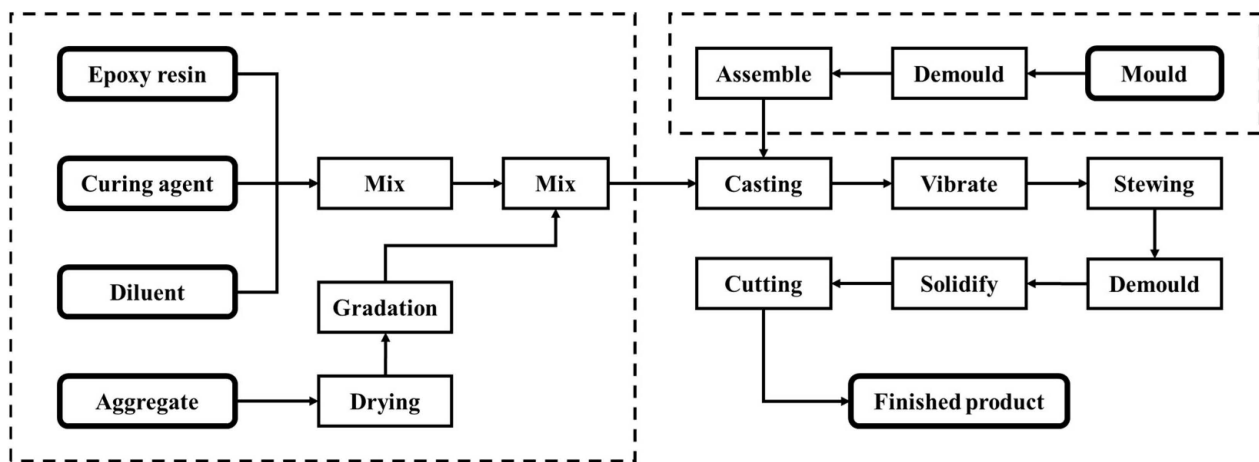 Epoxy resin
Curing agent
Diluent
Aggregate
Mix
Mix
Gradation
Drying
Assemble
Demould
Mould
Casting
Vibrate
Stewing
Cutting
Solidify
Demould
Finished product